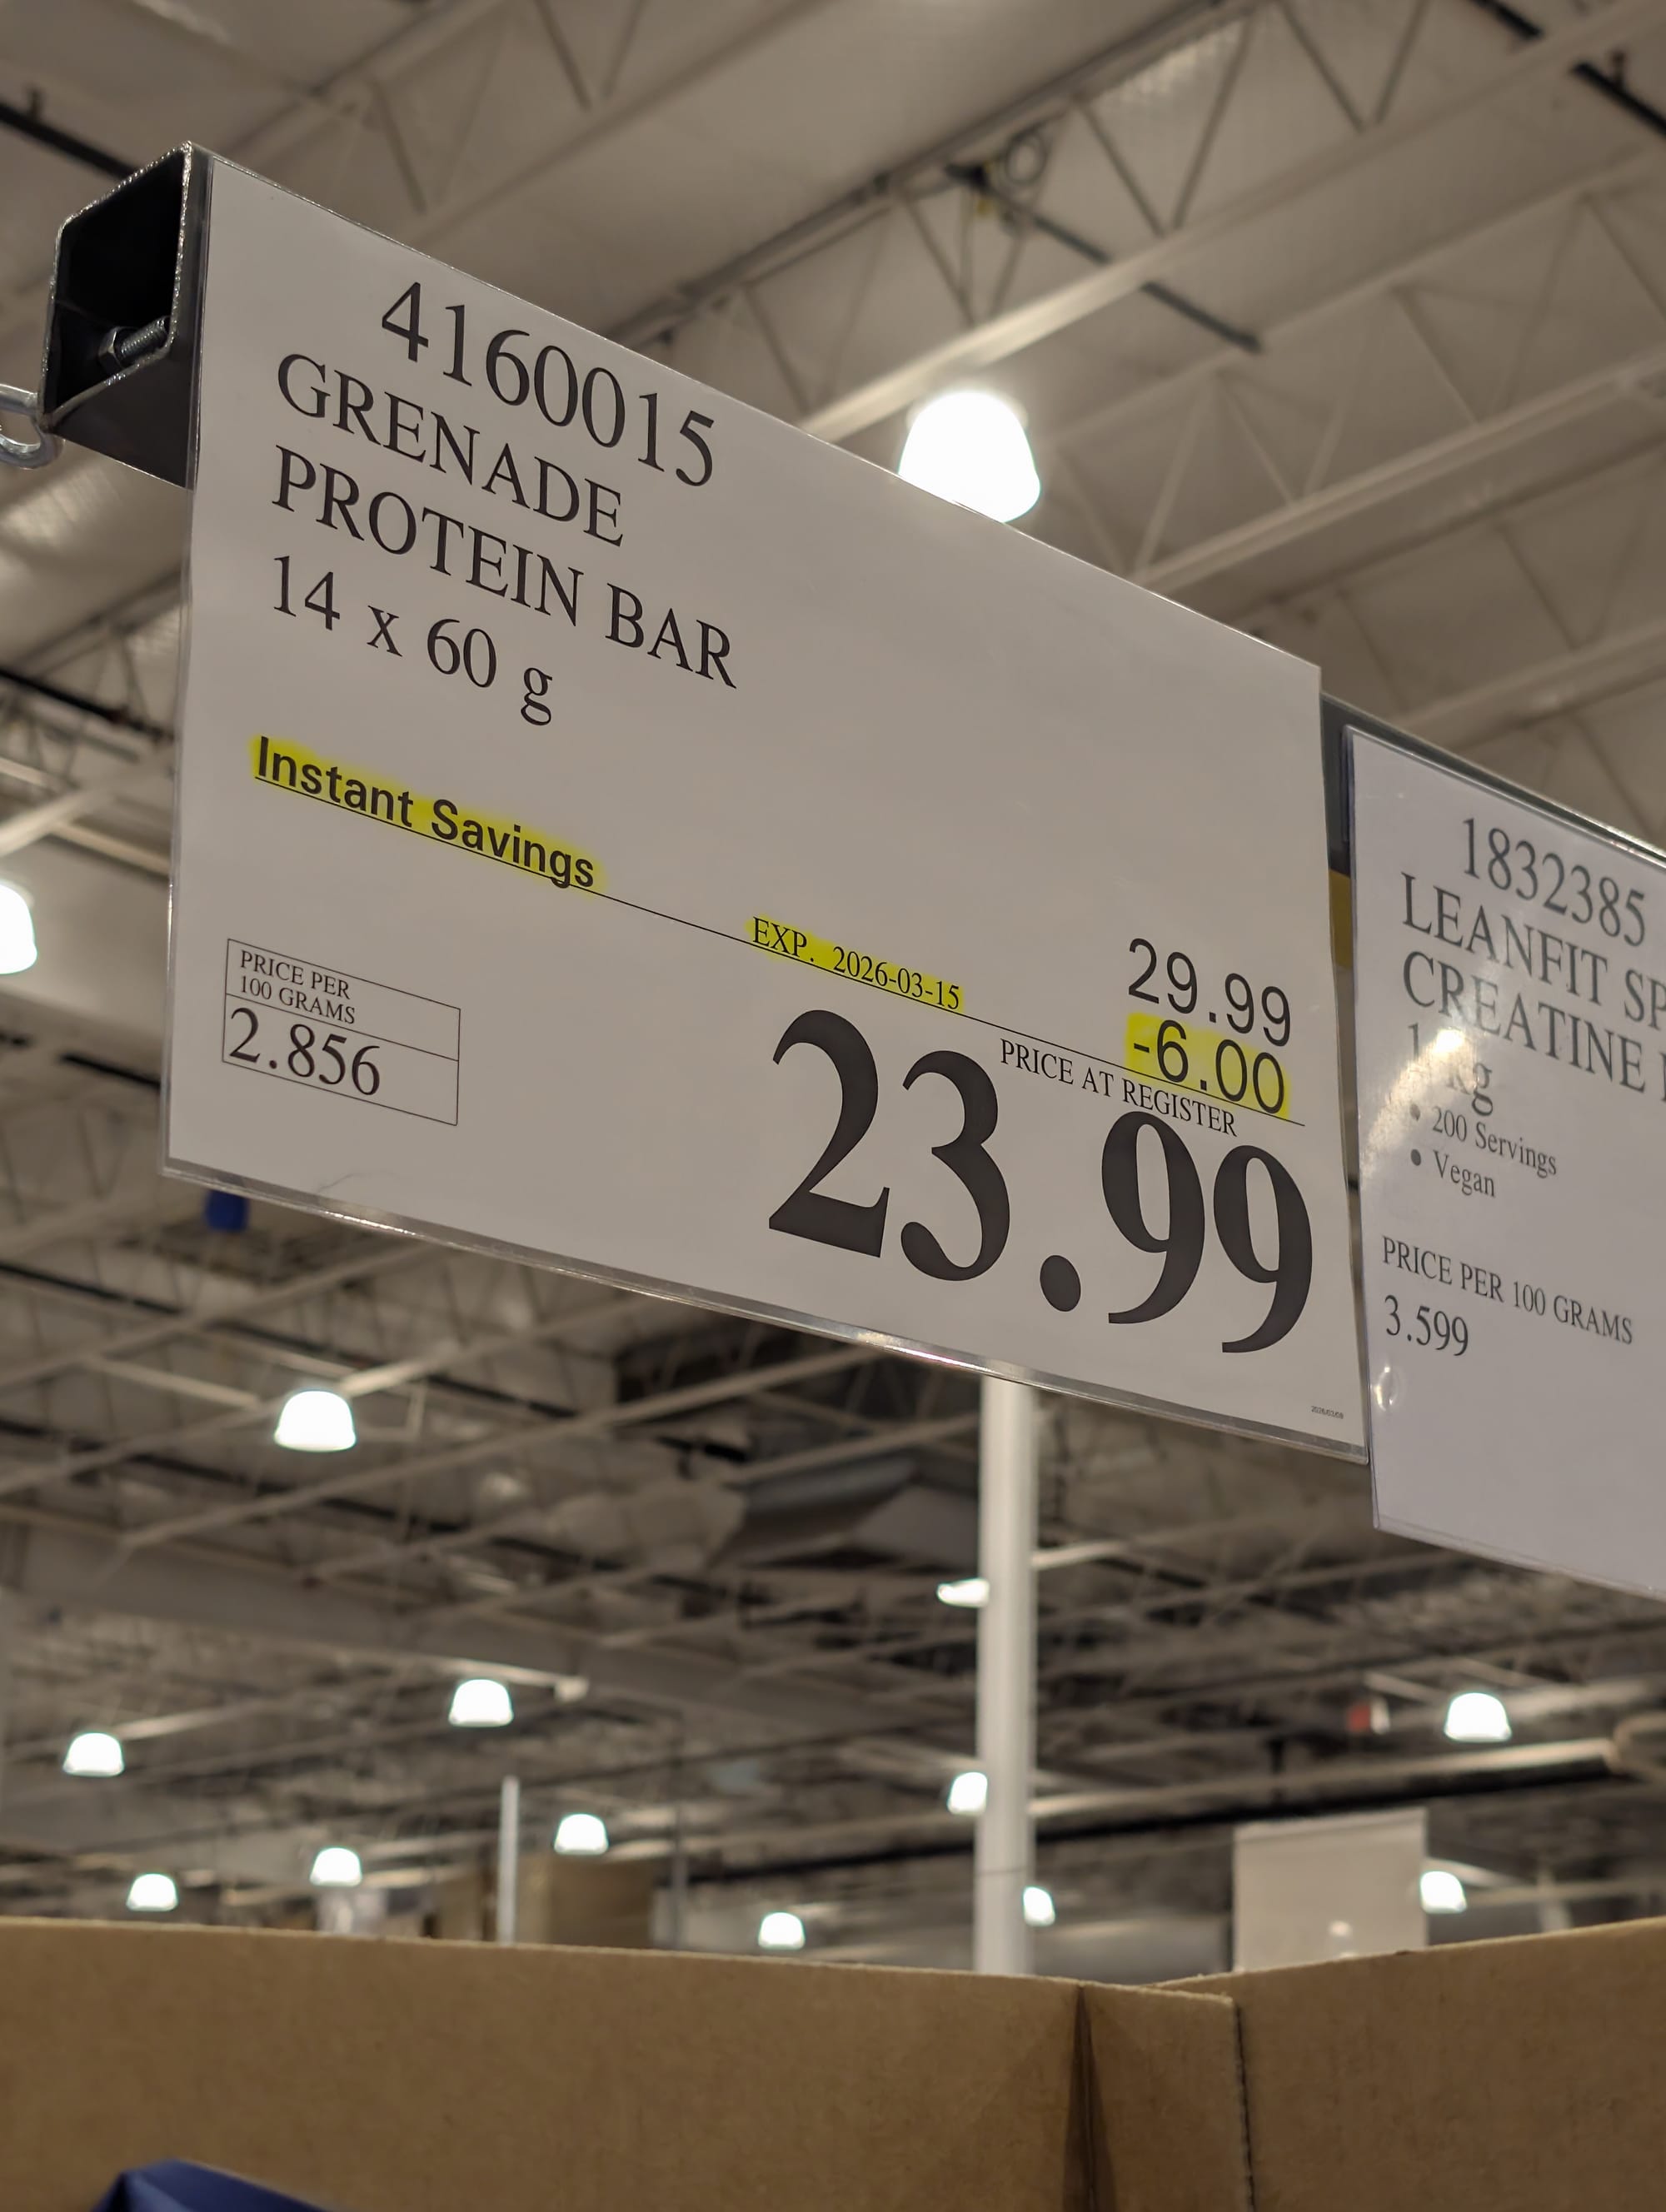 4160015
GRENADE
PROTEIN BAR
14 x 60 g
Instant Savings
EXP. 2026-03-15
29.99
-6.00
PRICE AT REGISTER
23.99
PRICE PER
100 GRAMS
2.856
1832385
LEANFIT
CREATINE
kg
• 200 Servings
• Vegan
PRICE PER 100 GRAMS
3.599